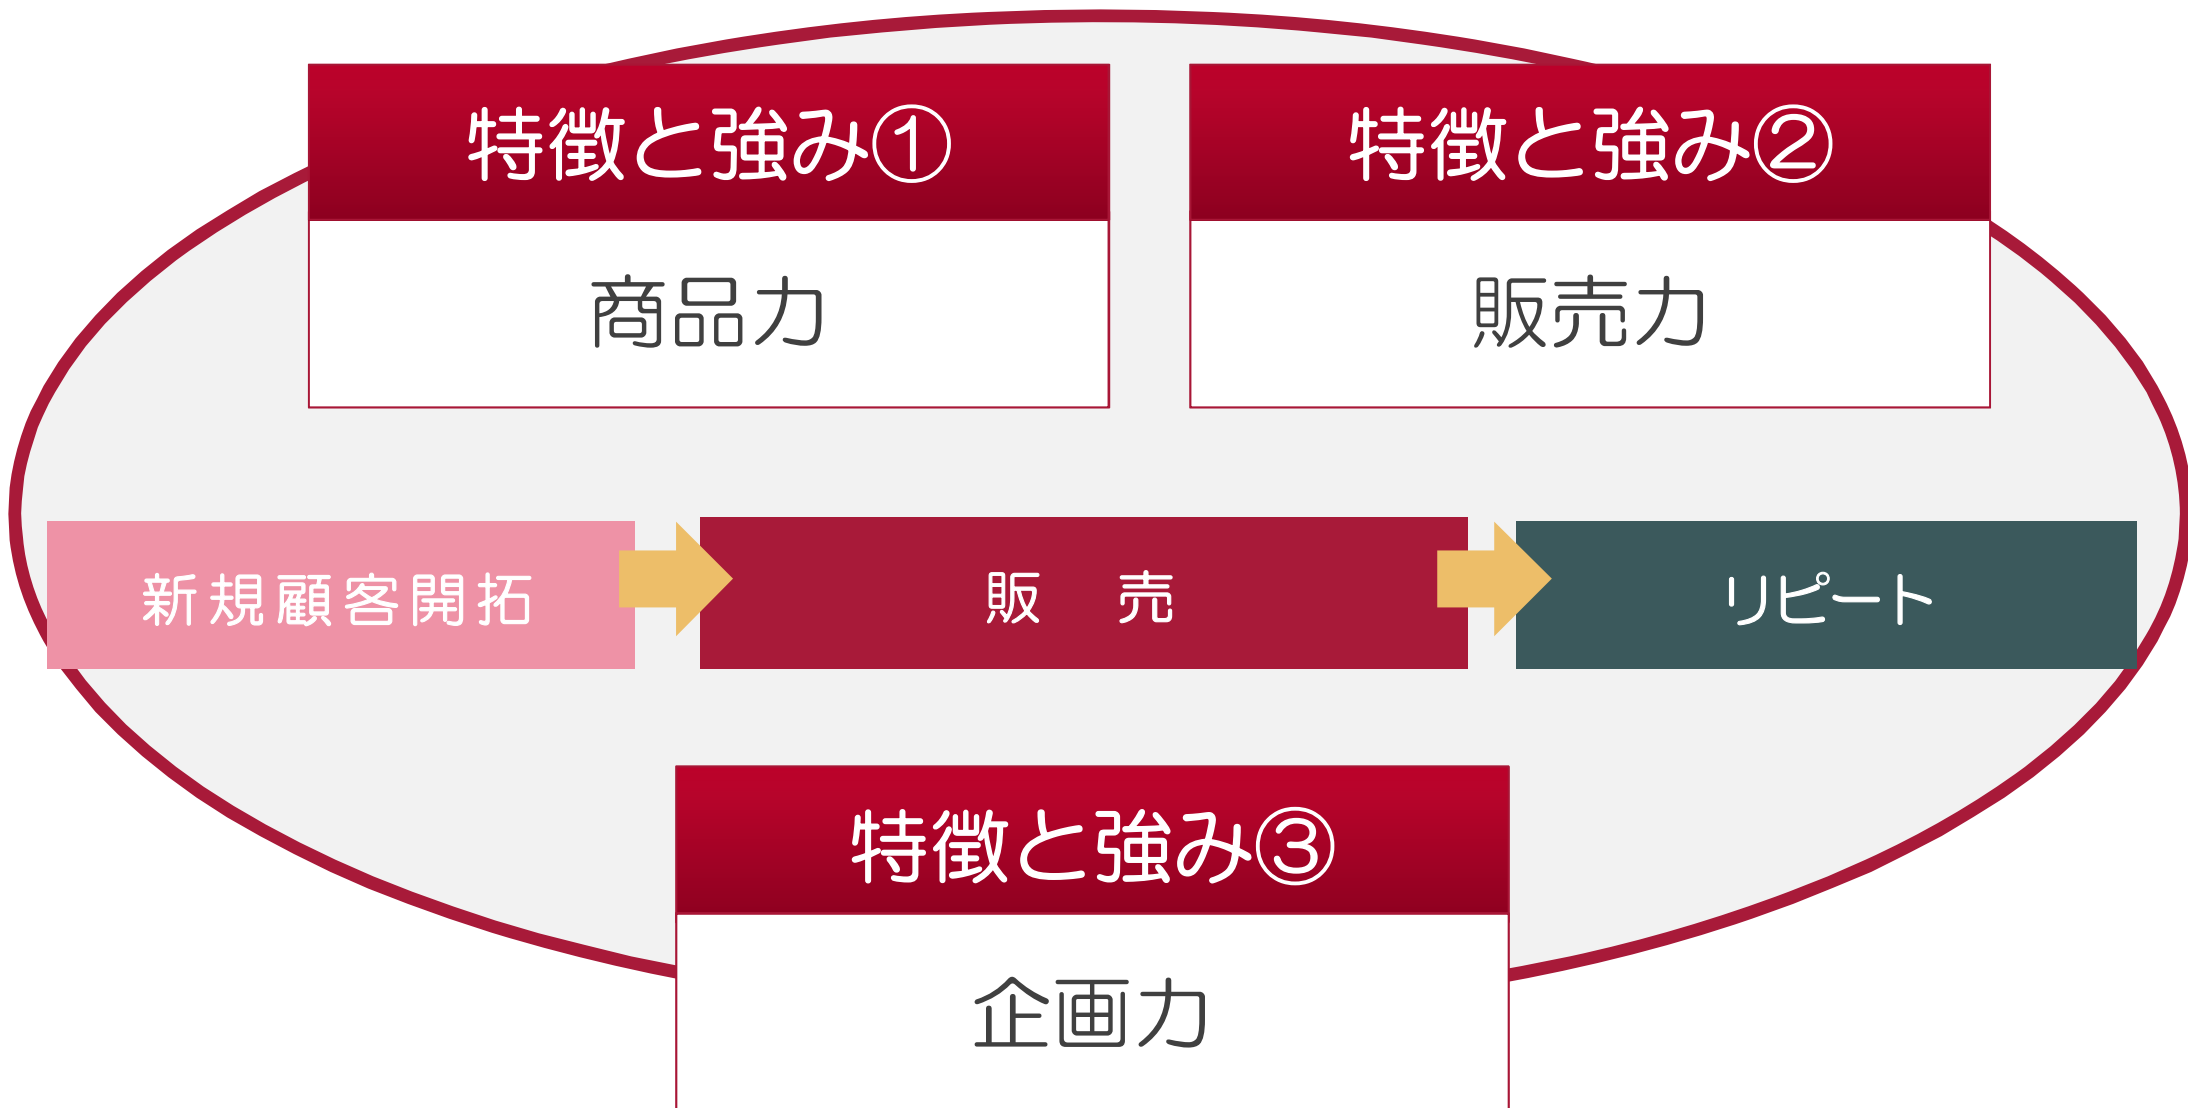 特徴と強み①
特徴と強み②
商品力
販売力
新規顧客開拓
販　売
リピート
特徴と強み③
企画力